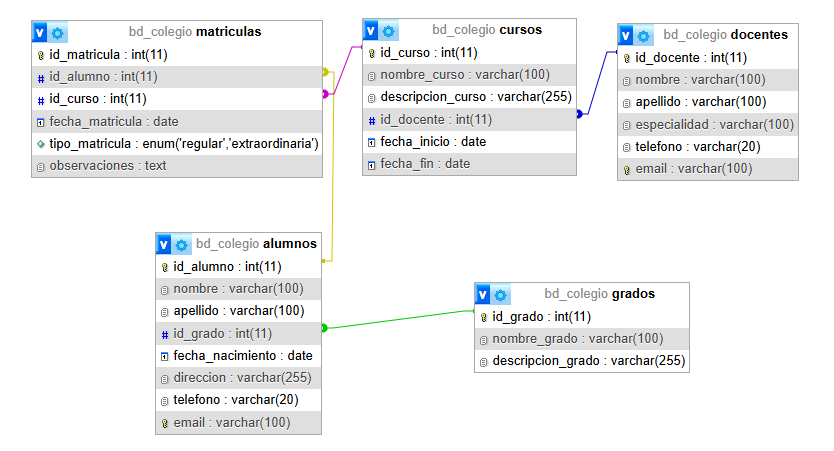 v bd_colegio matriculas
id_matricula : int(11)
# id_alumno : int(11)
# id_curso : int(11)
fecha_matricula : date
tipo_matricula : enum('regular','extraordinaria')
observaciones : text
v bd_colegio cursos
id_curso : int(11)
nombre_curso : varchar(100)
descripcion_curso : varchar(255)
# id_docente : int(11)
fecha_inicio : date
fecha_fin : date
v bd_colegio docentes
id_docente : int(11)
nombre : varchar(100)
apellido : varchar(100)
especialidad : varchar(100)
telefono : varchar(20)
email : varchar(100)
v bd_colegio alumnos
id_alumno : int(11)
nombre : varchar(100)
apellido : varchar(100)
# id_grado : int(11)
fecha_nacimiento : date
direccion : varchar(255)
telefono : varchar(20)
email : varchar(100)
v bd_colegio grados
id_grado : int(11)
nombre_grado : varchar(100)
descripcion_grado : varchar(255)